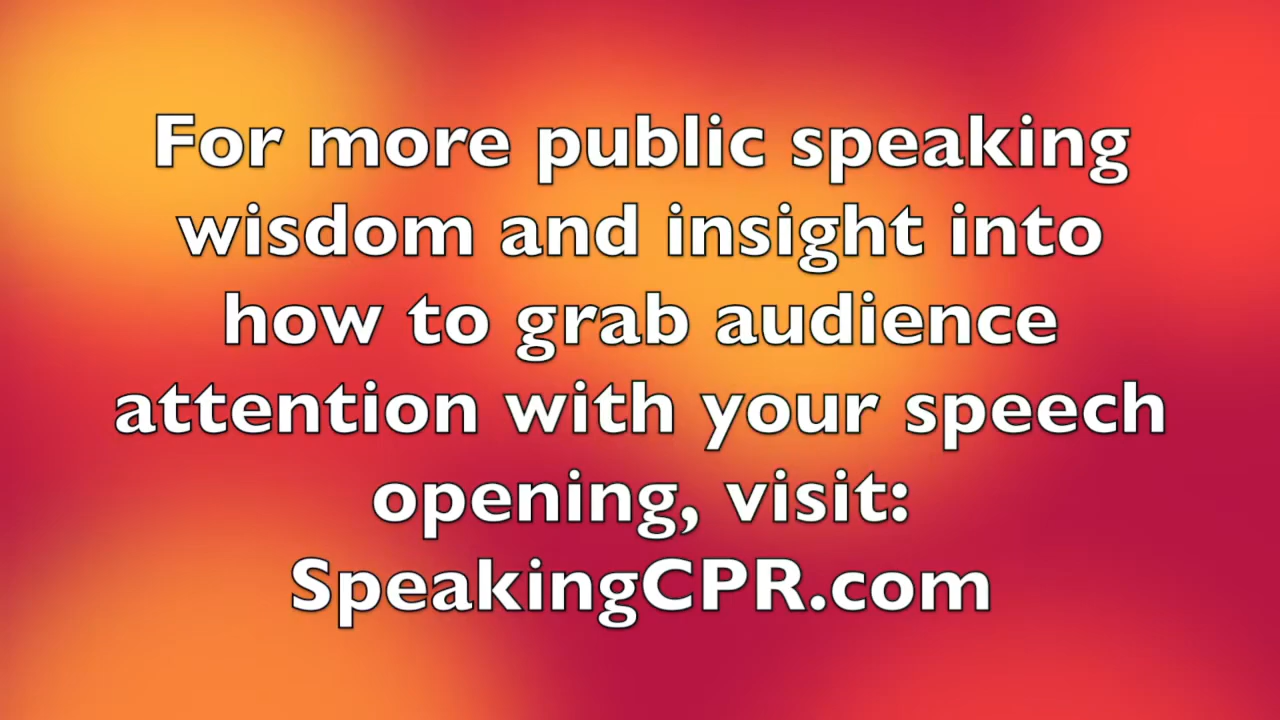 For more public speaking
wisdom and insight into
how to grab audience
attention with your speech
opening, visit:
SpeakingCPR.com